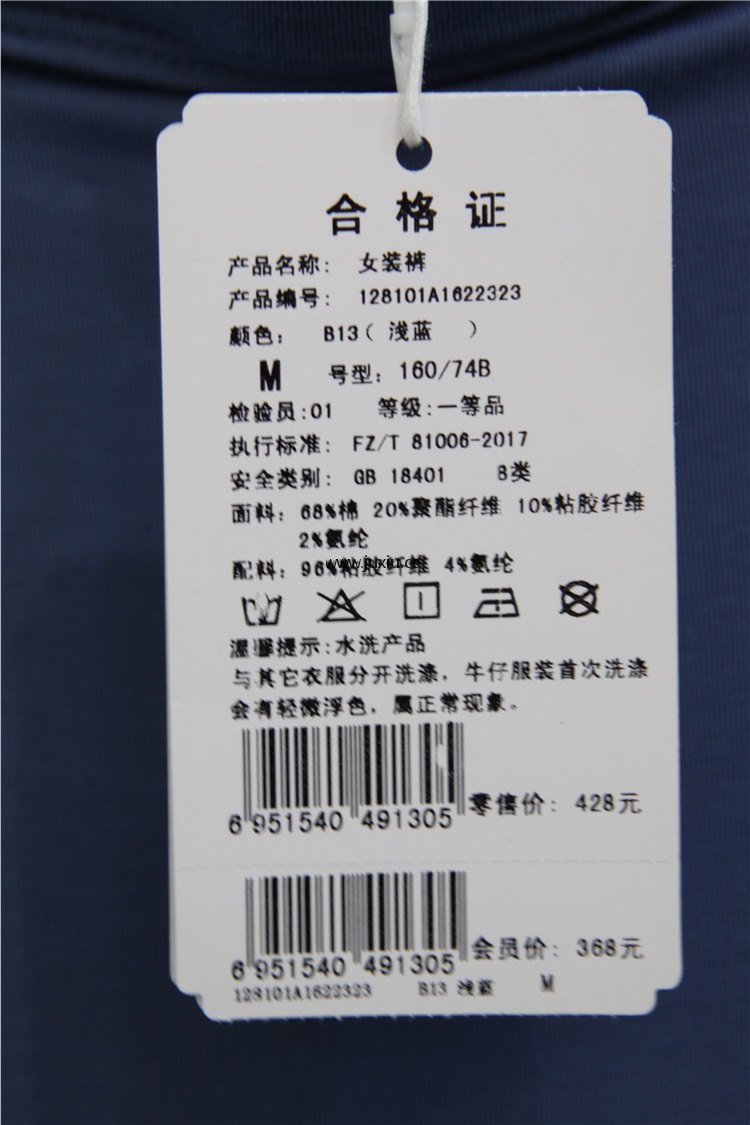 合格证
产品名称: 女装裤
产品编号: 128101A1622323
颜色: B13( 浅蓝 )
M 号型: 160/74B
检验员:01 等级:一等品
执行标准: FZ/T 81006-2017
安全类别: GB 18401 B类
面料: 68%棉 20%聚酯纤维 10%粘胶纤维
2%氨纶
配料: 96%粘胶纤维 4%氨纶
温馨提示:水洗产品
与其它衣服分开洗涤, 牛仔服装首次洗涤
会有轻微浮色, 属正常现象。
6 951540 491305 零售价: 428元
6 951540 491305 会员价: 368元
128101A1622323 B13 浅蓝 M